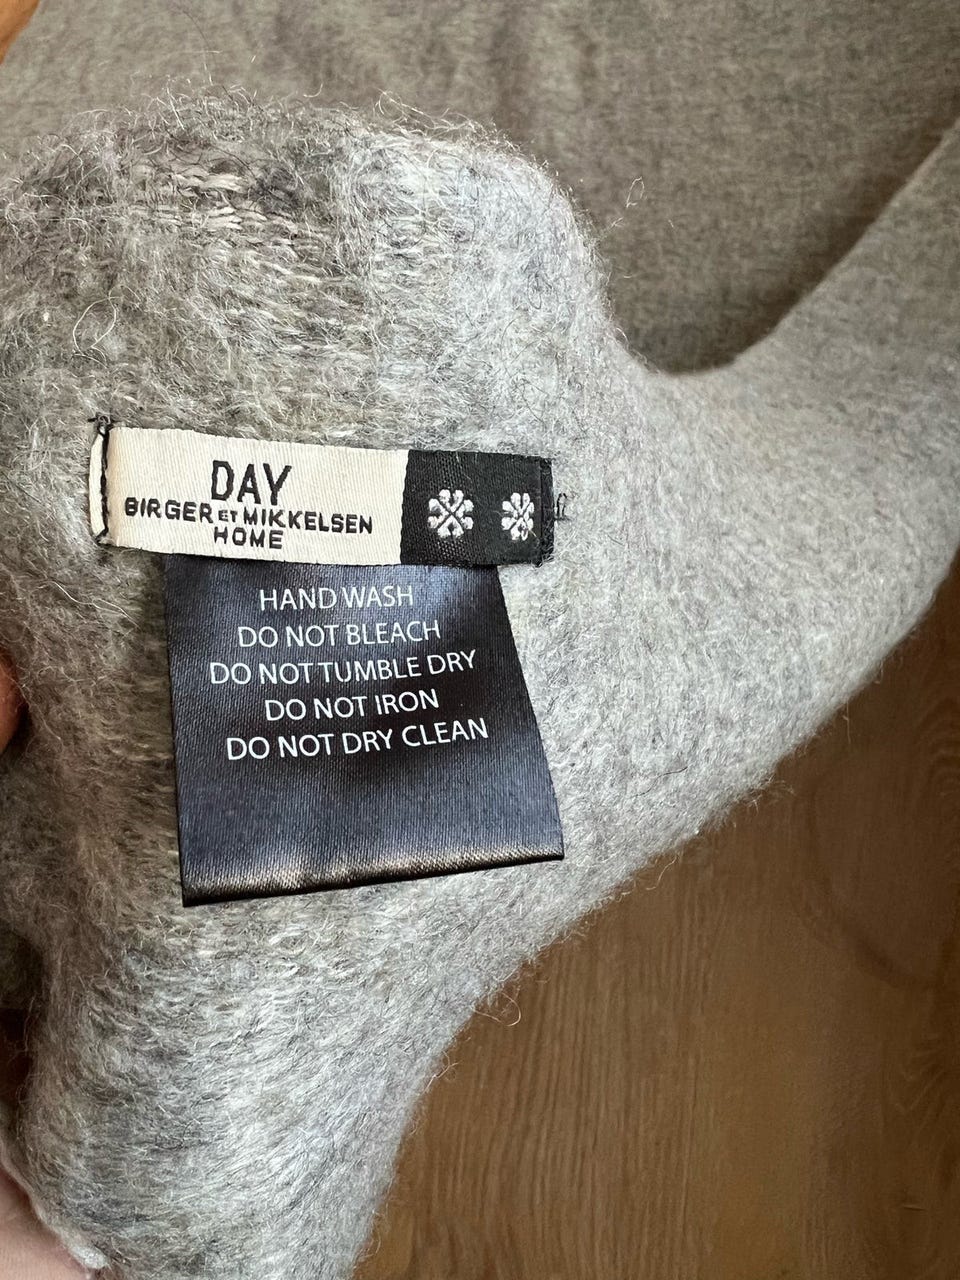 DAY
BIRGER ET MIKKELSEN
HOME
HAND WASH
DO NOT BLEACH
DO NOT TUMBLE DRY
DO NOT IRON
DO NOT DRY CLEAN